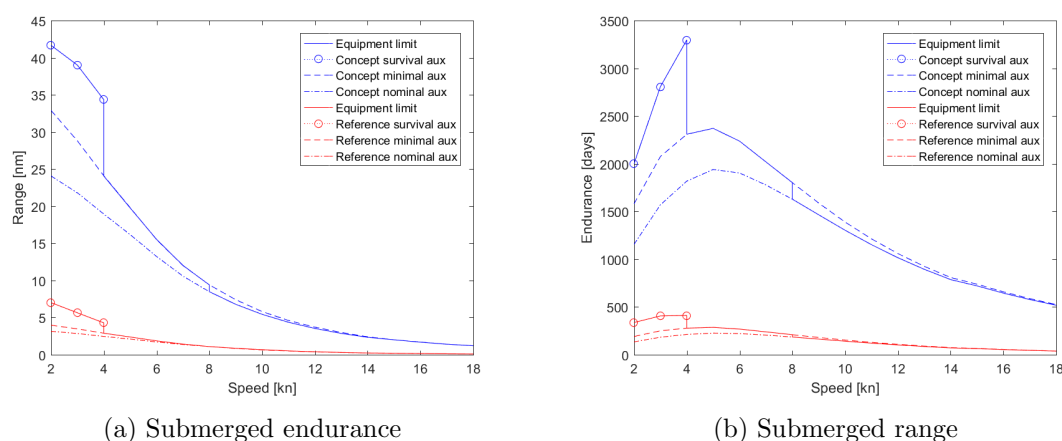 45
40
35
30
25
20
15
10
5
0
Range [nm]
2 4 6 8 10 12 14 16 18
Speed [kn]
Equipment limit
Concept survival aux
Concept minimal aux
Concept nominal aux
Equipment limit
Reference survival aux
Reference minimal aux
Reference nominal aux
(a) Submerged endurance
3500
3000
2500
2000
1500
1000
500
0
Endurance [days]
2 4 6 8 10 12 14 16 18
Speed [kn]
Equipment limit
Concept survival aux
Concept minimal aux
Concept nominal aux
Equipment limit
Reference survival aux
Reference minimal aux
Reference nominal aux
(b) Submerged range